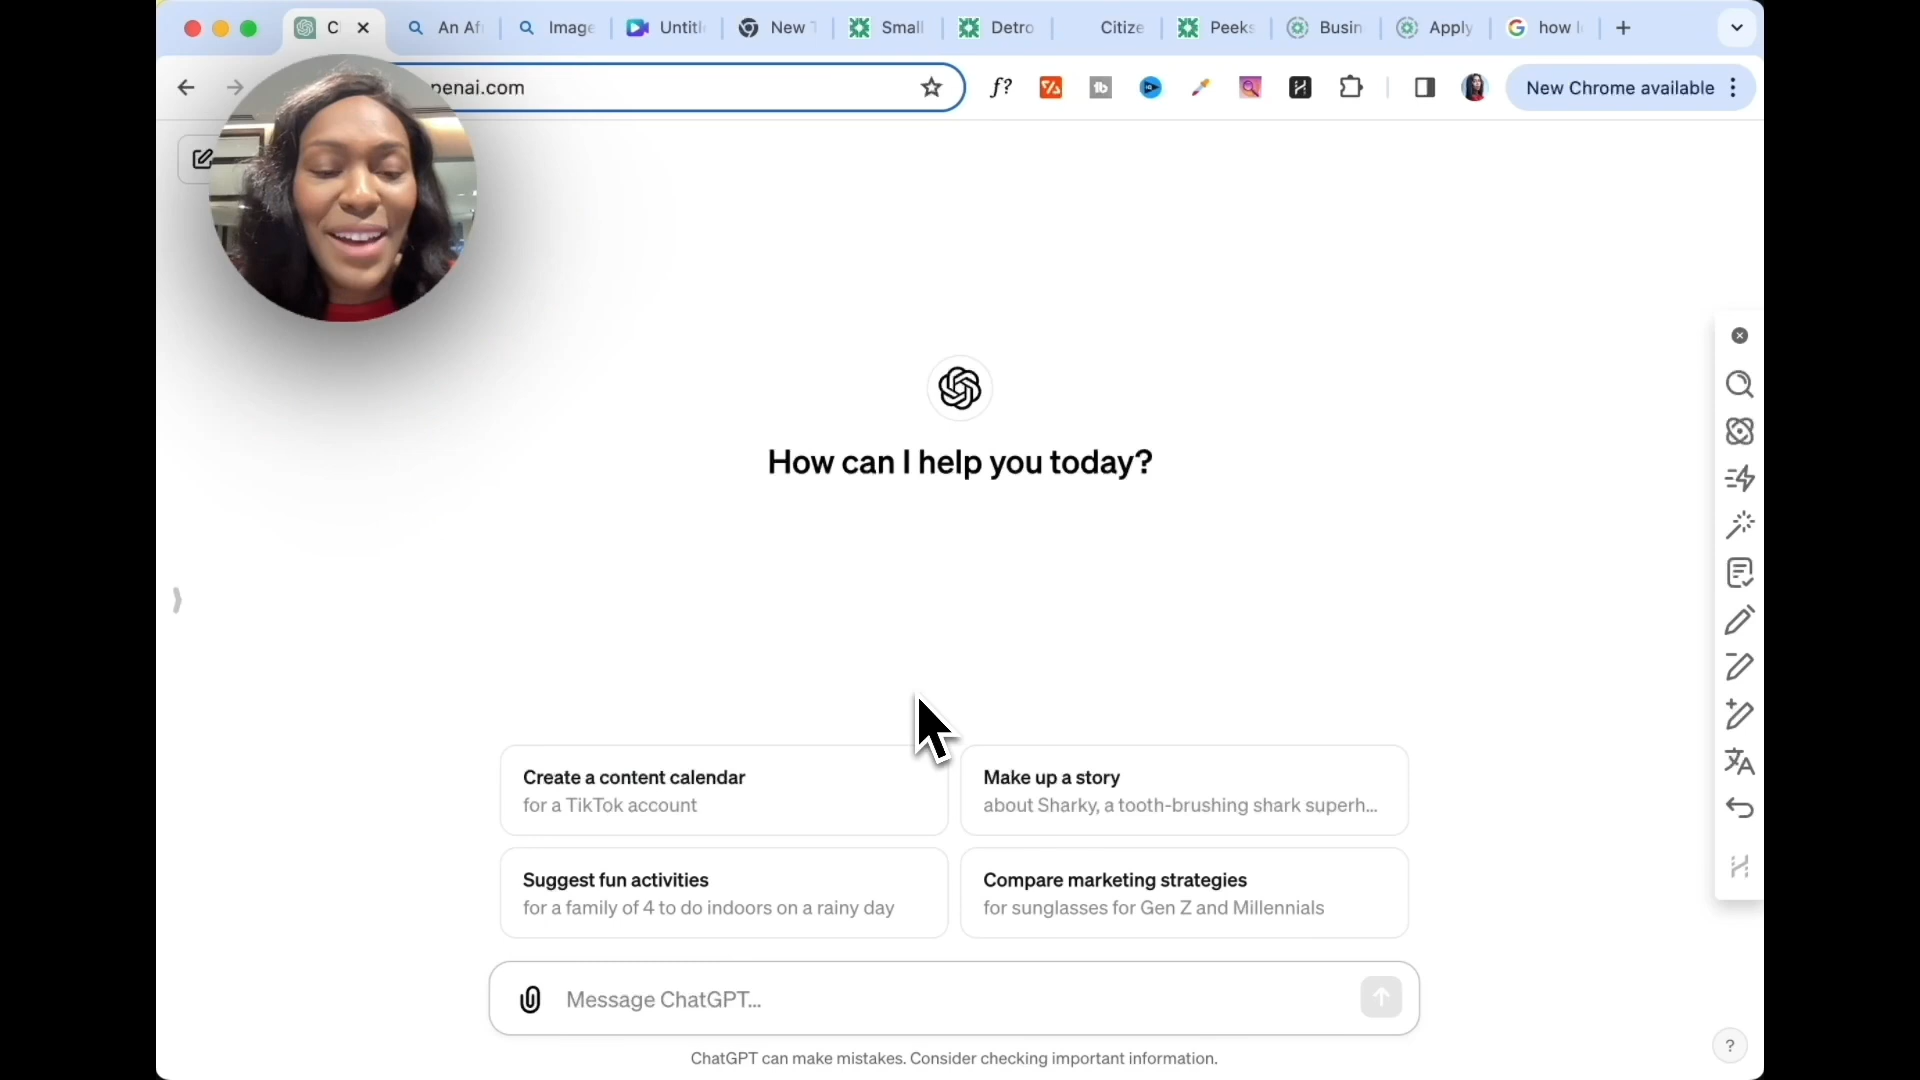 C
An Af
Image
Untitl
New T
Small
Detro
Citize
Peeks
Busin
Apply
how l
penai.com
f?
tb
New Chrome available
How can I help you today?
Create a content calendar
for a TikTok account
Make up a story
about Sharky, a tooth-brushing shark superh...
Suggest fun activities
for a family of 4 to do indoors on a rainy day
Compare marketing strategies
for sunglasses for Gen Z and Millennials
Message ChatGPT...
ChatGPT can make mistakes. Consider checking important information.
?